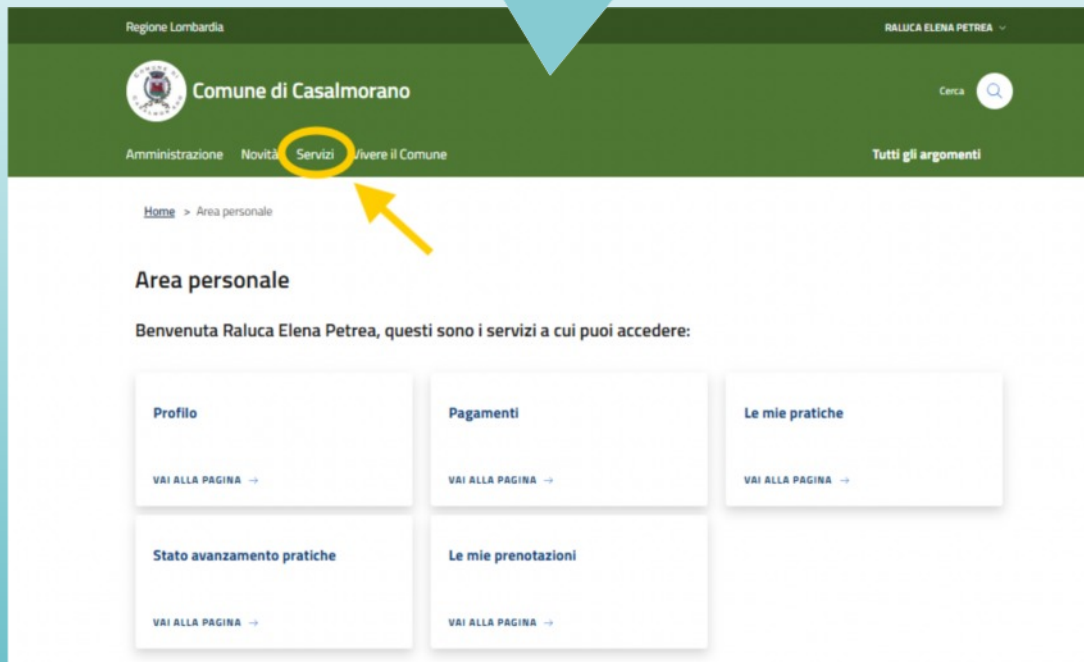 Regione Lombardia
RALUCA ELENA PETREA
COMUNE DI CASALMORANO
Comune di Casalmorano
Cerca
Amministrazione Novità Servizi Vivere il Comune
Tutti gli argomenti
Home > Area personale
Area personale
Benvenuta Raluca Elena Petrea, questi sono i servizi a cui puoi accedere:
Profilo
Pagamenti
Le mie pratiche
VAI ALLA PAGINA →
VAI ALLA PAGINA →
VAI ALLA PAGINA →
Stato avanzamento pratiche
Le mie prenotazioni
VAI ALLA PAGINA →
VAI ALLA PAGINA →